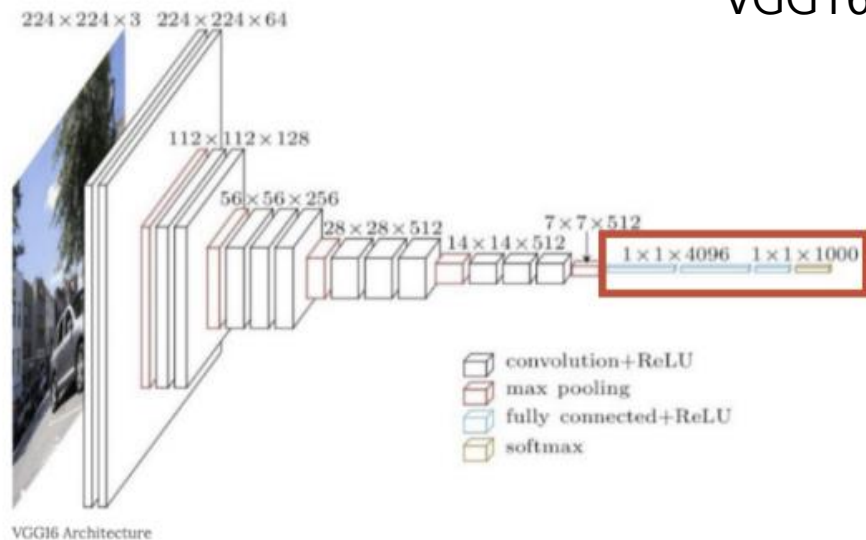 VGG16
224×224×3 224×224×64
112×112×128
56×56×256
28×28×512
14×14×512
7×7×512
1×1×4096 1×1×1000
convolution+ReLU
max pooling
fully connected+ReLU
softmax
VGG16 Architecture